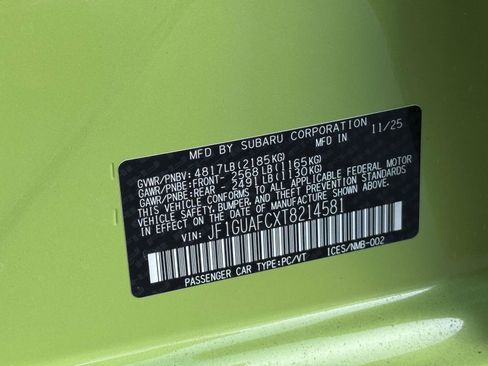 MFD BY SUBARU CORPORATION MFD IN 11/25
GVWR/PNBV: 4817LB(2185KG)
GAWR/PNBE:FRONT- 2568LB(1165KG)
GAWR/PNBE:REAR- 2491LB(1130KG)
THIS VEHICLE CONFORMS TO ALL APPLICABLE FEDERAL MOTOR
VEHICLE SAFETY, BUMPER, AND THEFT PREVENTION STANDARDS
IN EFFECT ON THE DATE OF MANUFACTURE SHOWN ABOVE.
VIN: JF1GUAFCXT8214581
PASSENGER CAR TYPE:PC/VT ICES/NMB-002